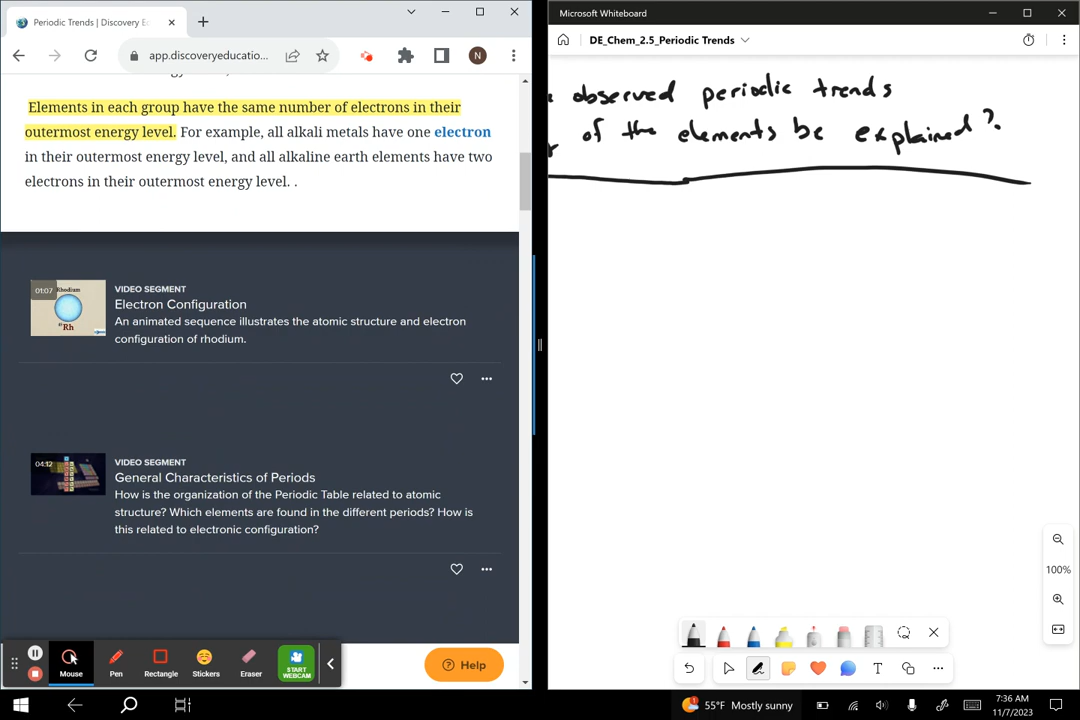 Periodic Trends | Discovery E
app.discoveryeducatio...
N
Elements in each group have the same number of electrons in their
outermost energy level. For example, all alkali metals have one electron
in their outermost energy level, and all alkaline earth elements have two
electrons in their outermost energy level. .
01:07
Rhodium
Rh
VIDEO SEGMENT
Electron Configuration
An animated sequence illustrates the atomic structure and electron
configuration of rhodium.
04:12
VIDEO SEGMENT
General Characteristics of Periods
How is the organization of the Periodic Table related to atomic
structure? Which elements are found in the different periods? How is
this related to electronic configuration?
Mouse
Pen
Rectangle
Stickers
Eraser
START
WEBCAM
Help
Microsoft Whiteboard
DE_Chem_2.5_Periodic Trends
observed periodic trends
of the elements be explained?
100%
55°F Mostly sunny
7:36 AM
11/7/2023